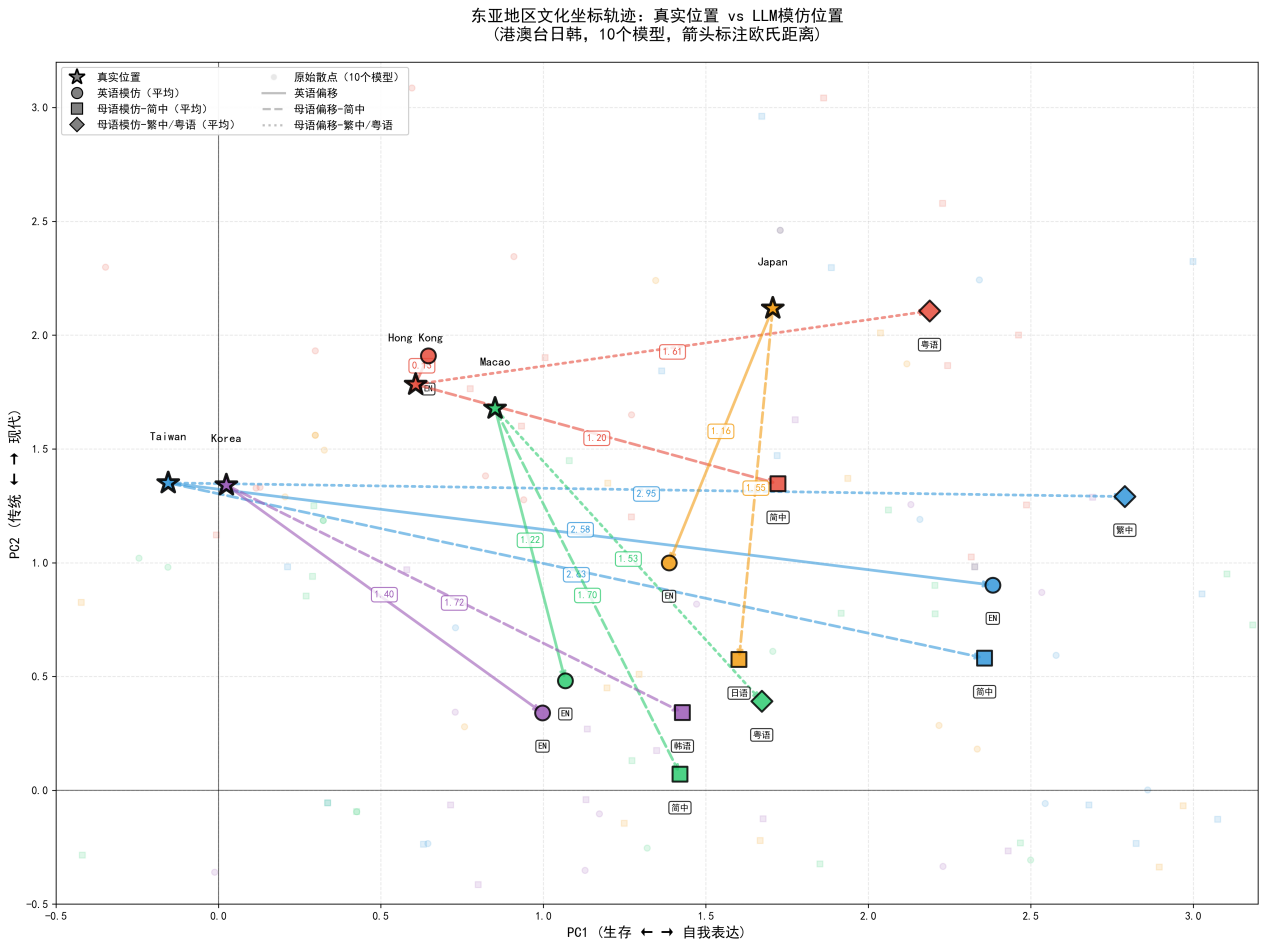 东亚地区文化坐标轨迹：真实位置 vs LLM模仿位置
(港澳台日韩，10个模型，箭头标注欧氏距离)
真实位置
英语模仿（平均）
母语模仿-简中（平均）
母语模仿-繁中/粤语（平均）
原始散点（10个模型）
英语偏移
母语偏移-简中
母语偏移-繁中/粤语
3.0
2.5
2.0
1.5
1.0
0.5
0.0
−0.5
PC2（传统 ← → 现代）
Japan
Hong Kong
Macao
Taiwan
Korea
0.13
EN
1.61
粤语
1.20
1.16
1.55
简中
2.95
繁中
2.58
1.22
1.53
2.63
1.70
1.40
1.72
EN
EN
简中
日语
EN
粤语
EN
韩语
简中
−0.5
0.0
0.5
1.0
1.5
2.0
2.5
3.0
PC1（生存 ← → 自我表达）